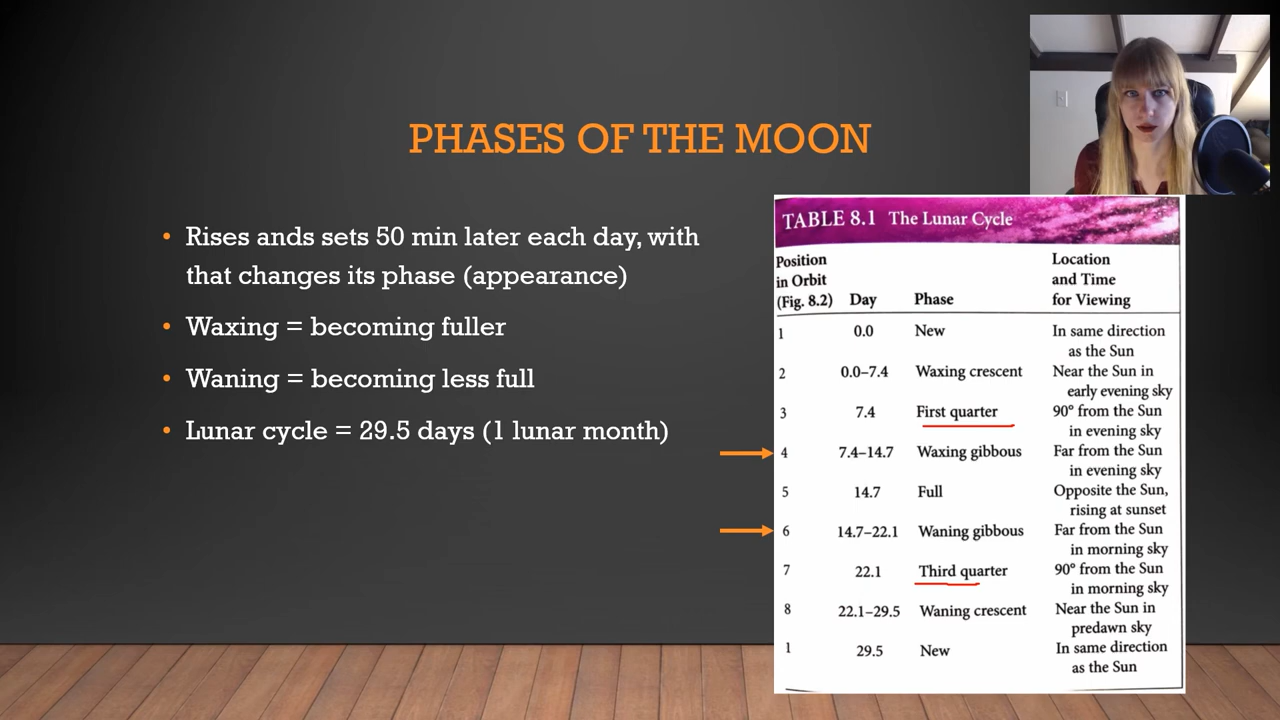 PHASES OF THE MOON
Rises ands sets 50 min later each day, with
that changes its phase (appearance)
Waxing = becoming fuller
Waning = becoming less full
Lunar cycle = 29.5 days (1 lunar month)
TABLE 8.1 The Lunar Cycle
Position
in Orbit
(Fig. 8.2) Day Phase Location
and Time
for Viewing
1 0.0 New In same direction
as the Sun
2 0.0–7.4 Waxing crescent Near the Sun in
early evening sky
3 7.4 First quarter 90° from the Sun
in evening sky
4 7.4–14.7 Waxing gibbous Far from the Sun
in evening sky
5 14.7 Full Opposite the Sun,
rising at sunset
6 14.7–22.1 Waning gibbous Far from the Sun
in morning sky
7 22.1 Third quarter 90° from the Sun
in morning sky
8 22.1–29.5 Waning crescent Near the Sun in
predawn sky
1 29.5 New In same direction
as the Sun